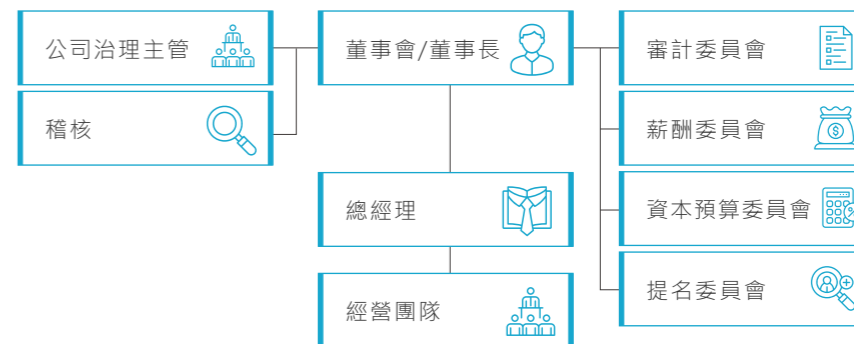 公司治理主管
董事會/董事長
審計委員會
稽核
薪酬委員會
總經理
資本預算委員會
提名委員會
經營團隊